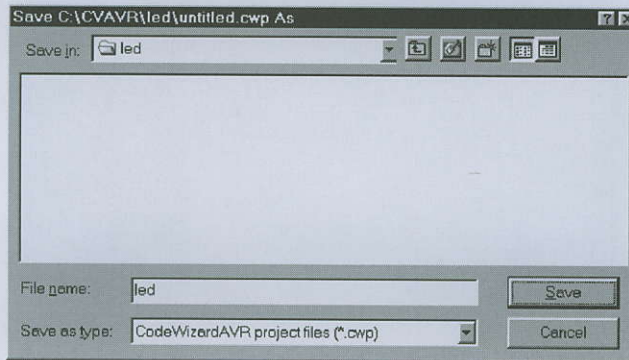 Save C:\CVAVR\led\untitled.cwp As
Save in: led
File name: led Save
Save as type: CodeWizardAVR project files (*.cwp) Cancel